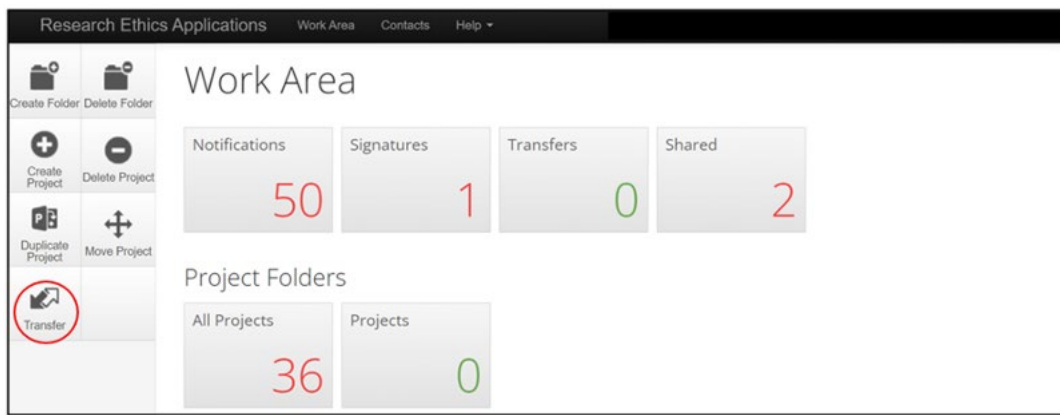 Research Ethics Applications Work Area Contacts Help
Create Folder Delete Folder
Create
Project
Delete Project
Duplicate
Project
Move Project
Transfer
Work Area
Notifications Signatures Transfers Shared
50 1 0 2
Project Folders
All Projects Projects
36 0